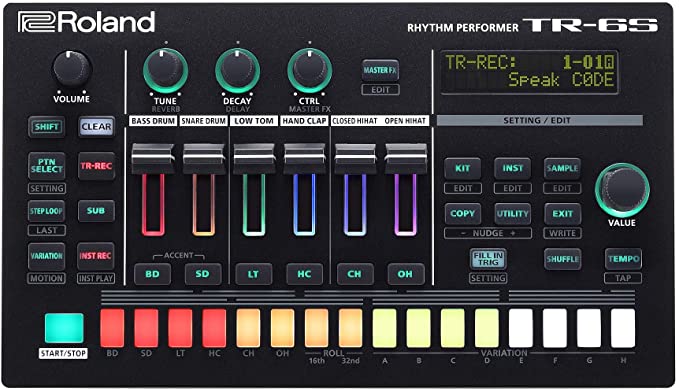 Roland
RHYTHM PERFORMER TR-6S
VOLUME
TUNE
REVERB
DECAY
DELAY
CTRL
MASTER FX
MASTER FX
EDIT
TR-REC: 1-01A
Speak C0DE
SHIFT
CLEAR
BASS DRUM
SNARE DRUM
LOW TOM
HAND CLAP
CLOSED HIHAT
OPEN HIHAT
SETTING / EDIT
PTN SELECT
SETTING
TR-REC
STEP LOOP
LAST
SUB
VARIATION
MOTION
INST REC
INST PLAY
KIT
EDIT
INST
EDIT
SAMPLE
EDIT
COPY
UTILITY
EXIT
- NUDGE +
WRITE
VALUE
ACCENT
BD
SD
LT
HC
CH
OH
FILL IN TRIG
SETTING
SHUFFLE
TEMPO
TAP
START/STOP
BD
SD
LT
HC
CH
OH
ROLL
16th
32nd
VARIATION
A
B
C
D
E
F
G
H